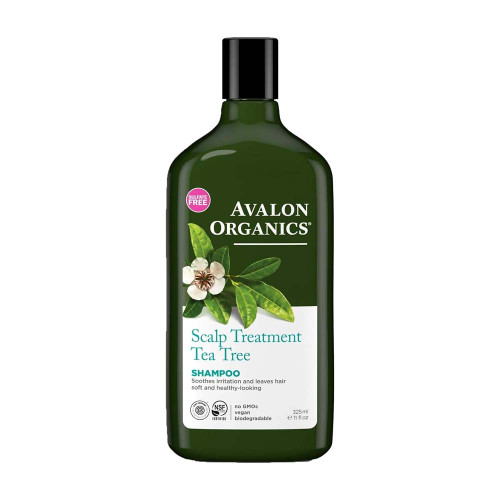 SULFATE
FREE
AVALON
ORGANICS®
Scalp Treatment
Tea Tree
SHAMPOO
Soothes irritation and leaves hair
soft and healthy-looking
NSF
no GMOs
vegan
biodegradable
325ml
e 11 fl oz